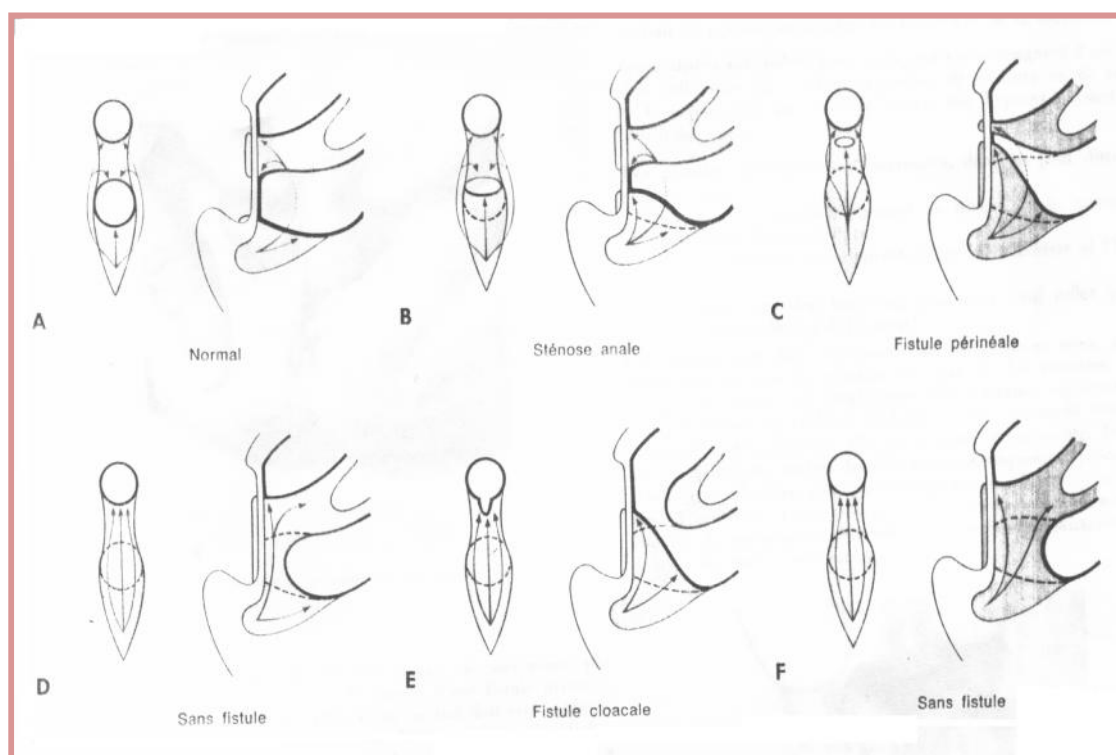 A
Normal
B
Sténose anale
C
Fistule périnéale
D
Sans fistule
E
Fistule cloacale
F
Sans fistule